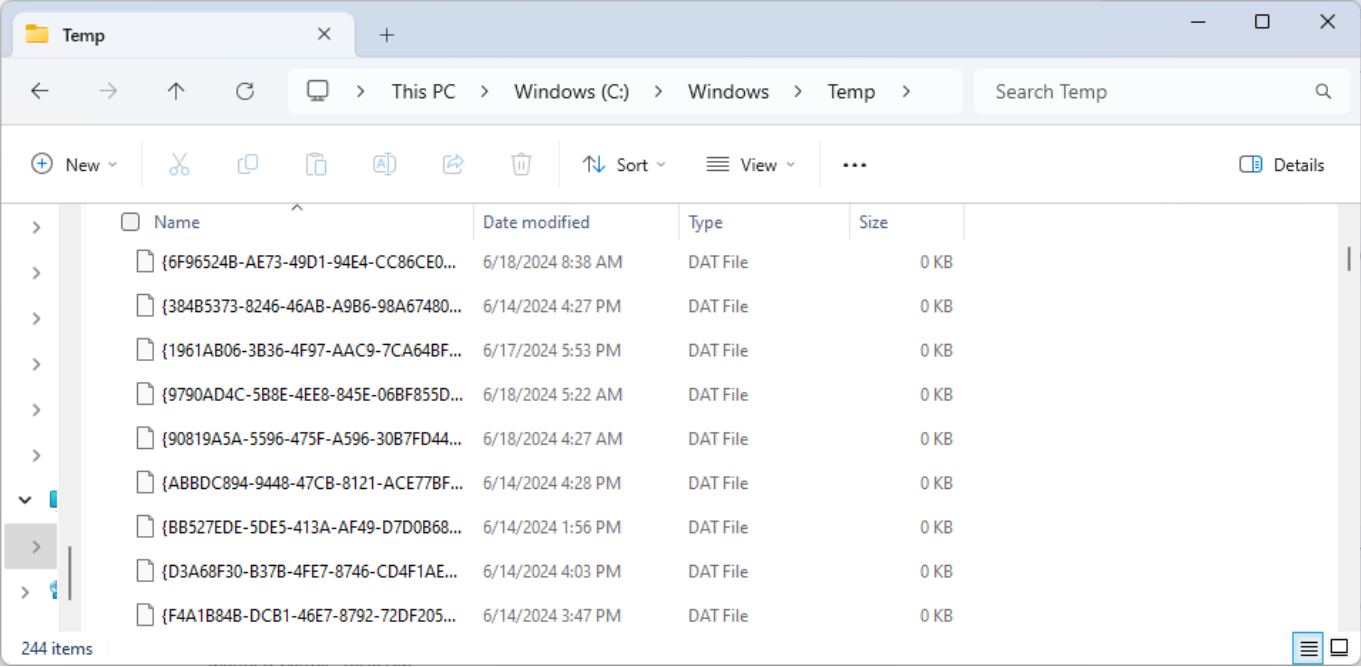 Temp
This PC > Windows (C:) > Windows > Temp >
Search Temp
New
Sort
View
Details
Name Date modified Type Size
{6F96524B-AE73-49D1-94E4-CC86CE0... 6/18/2024 8:38 AM DAT File 0 KB
{384B5373-8246-46AB-A9B6-98A67480... 6/14/2024 4:27 PM DAT File 0 KB
{1961AB06-3B36-4F97-AAC9-7CA64BF... 6/17/2024 5:53 PM DAT File 0 KB
{9790AD4C-5B8E-4EE8-845E-06BF855D... 6/18/2024 5:22 AM DAT File 0 KB
{90819A5A-5596-475F-A596-30B7FD44... 6/18/2024 4:27 AM DAT File 0 KB
{ABBDC894-9448-47CB-8121-ACE77BF... 6/14/2024 4:28 PM DAT File 0 KB
{BB527EDE-5DE5-413A-AF49-D7D0B68... 6/14/2024 1:56 PM DAT File 0 KB
{D3A68F30-B37B-4FE7-8746-CD4F1AE... 6/14/2024 4:03 PM DAT File 0 KB
{F4A1B84B-DCB1-46E7-8792-72DF205... 6/14/2024 3:47 PM DAT File 0 KB
244 items